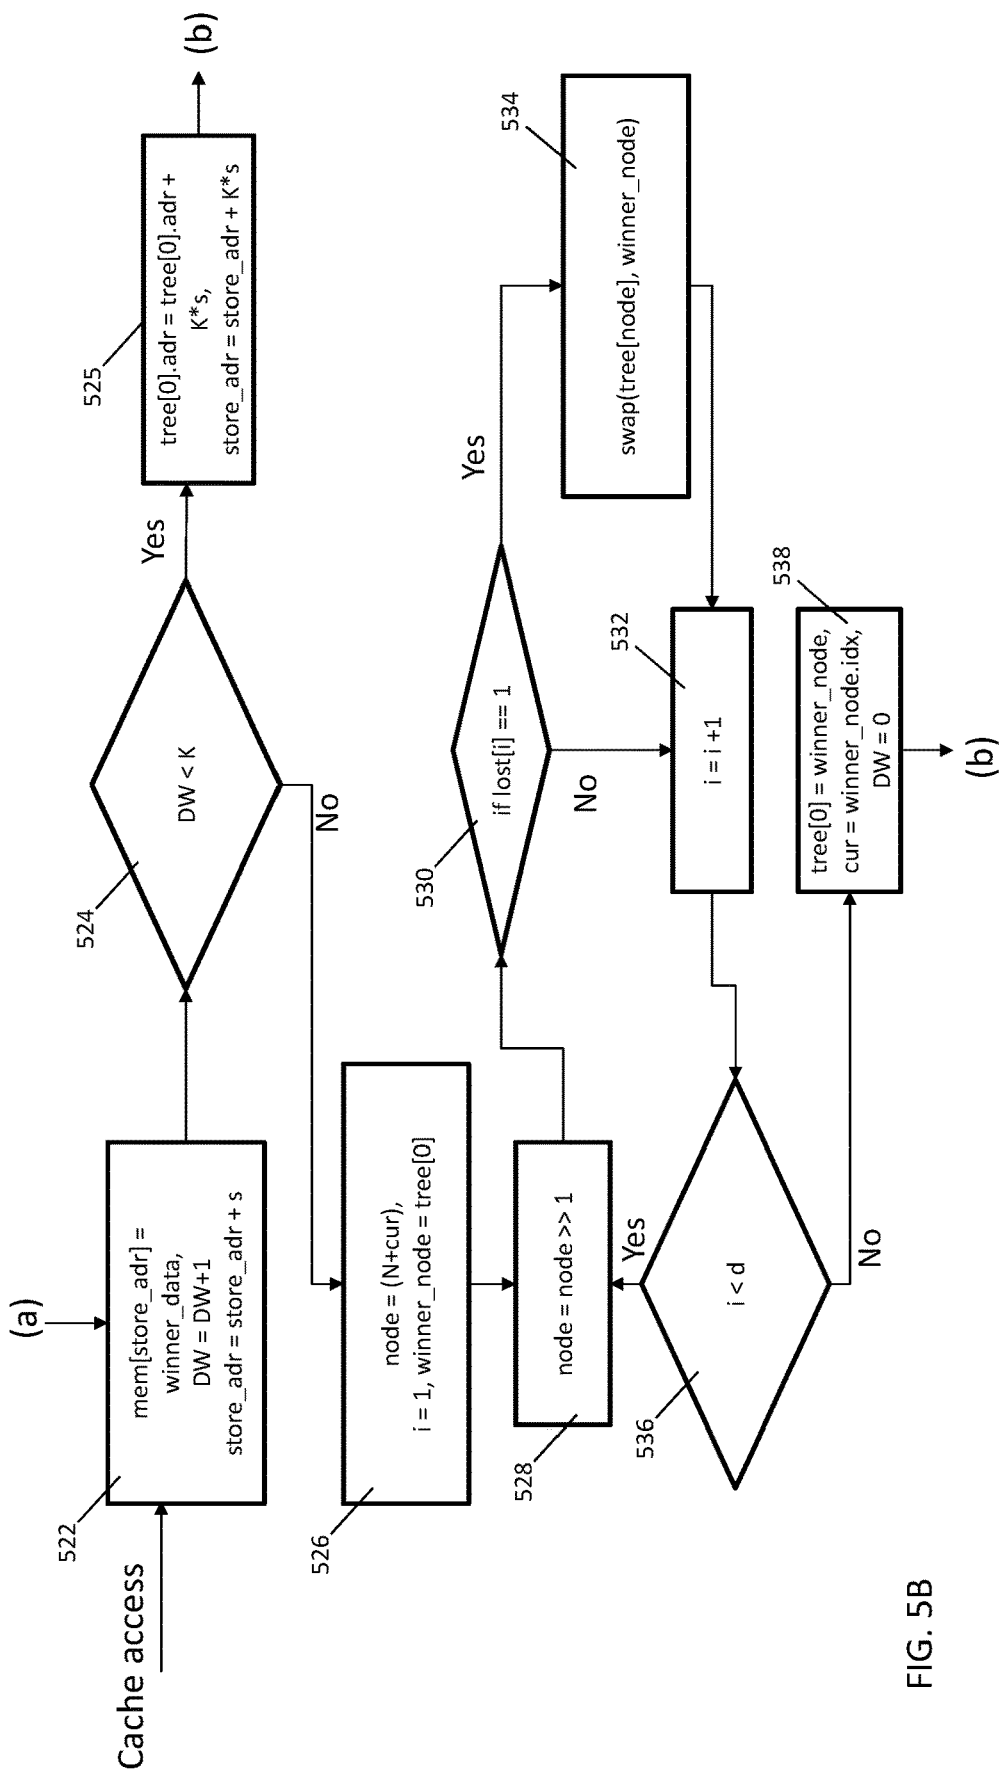 (a)
Cache access
522
mem[store_adr] =
winner_data,
DW = DW+1
store_adr = store_adr + s
524
DW < K
Yes
No
525
tree[0].adr = tree[0].adr +
K*s,
store_adr = store_adr + K*s
(b)
526
node = (N+cur),
i = 1, winner_node = tree[0]
528
node = node >> 1
530
if lost[i] == 1
Yes
No
534
swap(tree[node], winner_node)
532
i = i +1
536
i < d
Yes
No
538
tree[0] = winner_node,
cur = winner_node.idx,
DW = 0
(b)
FIG. 5B